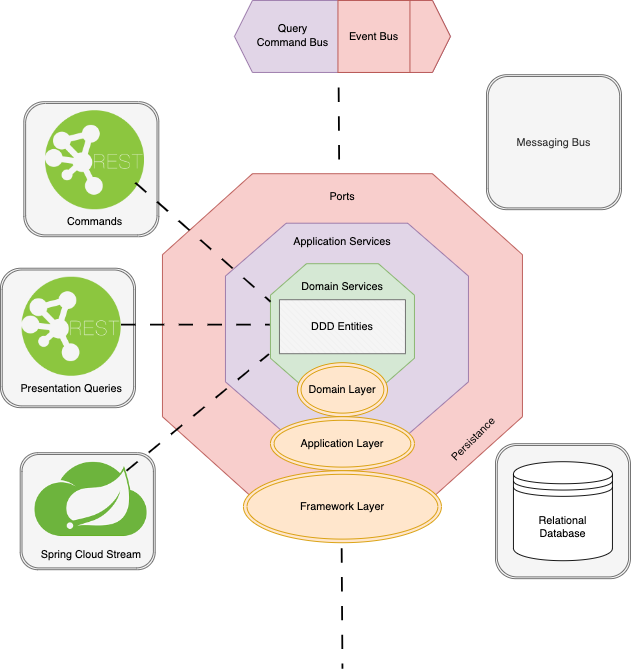 Query
Command Bus
Event Bus
Messaging Bus
REST
Commands
Ports
Application Services
Domain Services
DDD Entities
REST
Presentation Queries
Domain Layer
Application Layer
Persistance
Framework Layer
Spring Cloud Stream
Relational
Database